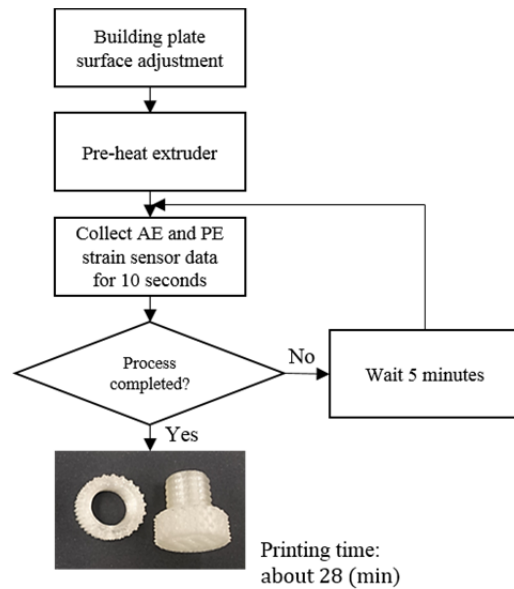 Building plate
surface adjustment
Pre-heat extruder
Collect AE and PE
strain sensor data
for 10 seconds
Process
completed?
No
Wait 5 minutes
Yes
Printing time:
about 28 (min)